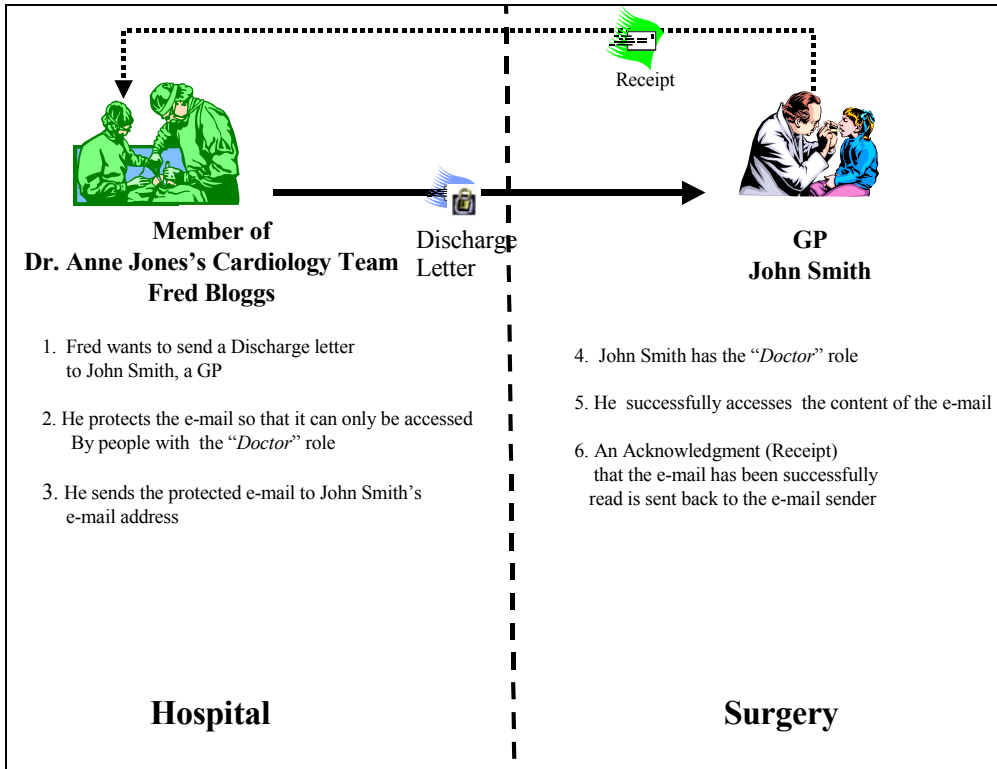 Receipt
Member of
Dr. Anne Jones's Cardiology Team
Fred Bloggs
Discharge
Letter
GP
John Smith
1. Fred wants to send a Discharge letter
to John Smith, a GP
2. He protects the e-mail so that it can only be accessed
By people with the “Doctor” role
3. He sends the protected e-mail to John Smith’s
e-mail address
4. John Smith has the “Doctor” role
5. He successfully accesses the content of the e-mail
6. An Acknowledgment (Receipt)
that the e-mail has been successfully
read is sent back to the e-mail sender
Hospital
Surgery